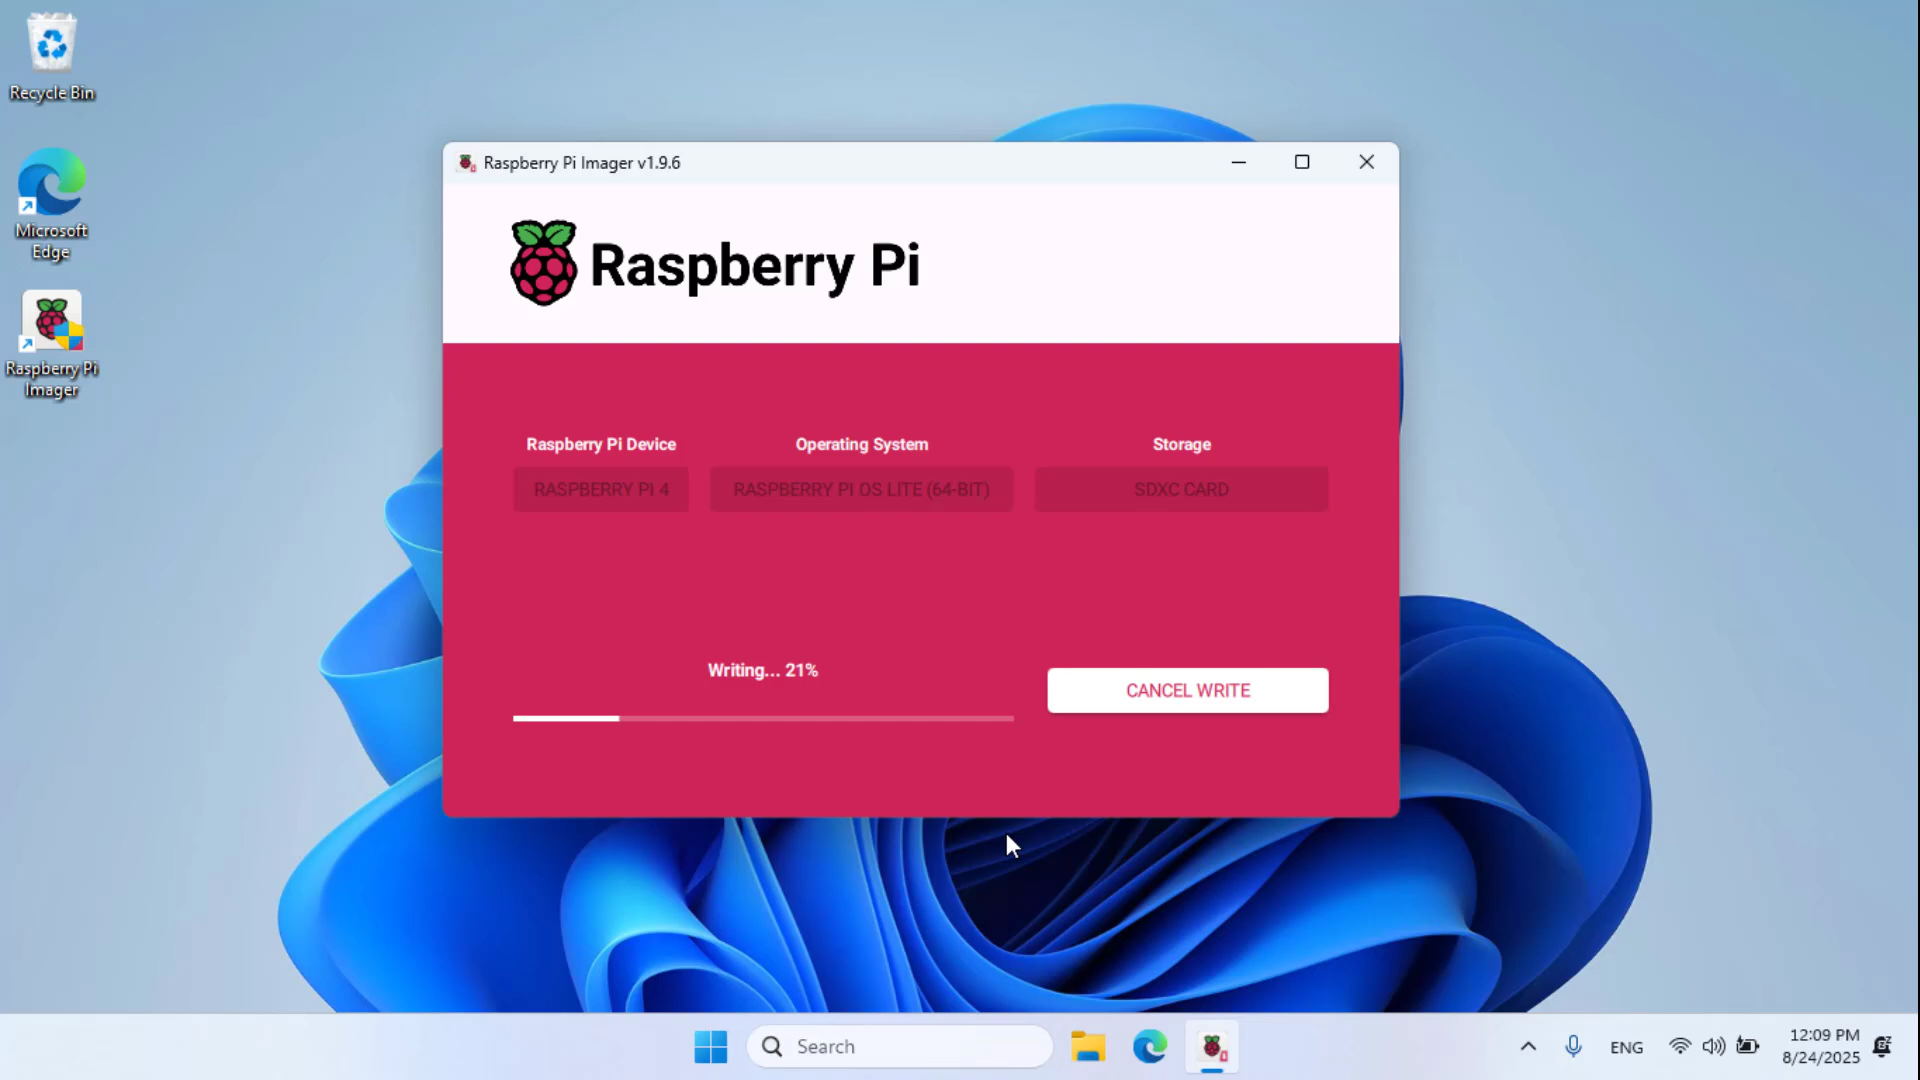 Recycle Bin
Microsoft
Edge
Raspberry Pi
Imager
Raspberry Pi Imager v1.9.6
Raspberry Pi
Raspberry Pi Device
Operating System
Storage
RASPBERRY PI 4
RASPBERRY PI OS LITE (64-BIT)
SDXC CARD
Writing... 21%
CANCEL WRITE
Search
ENG
12:09 PM
8/24/2025